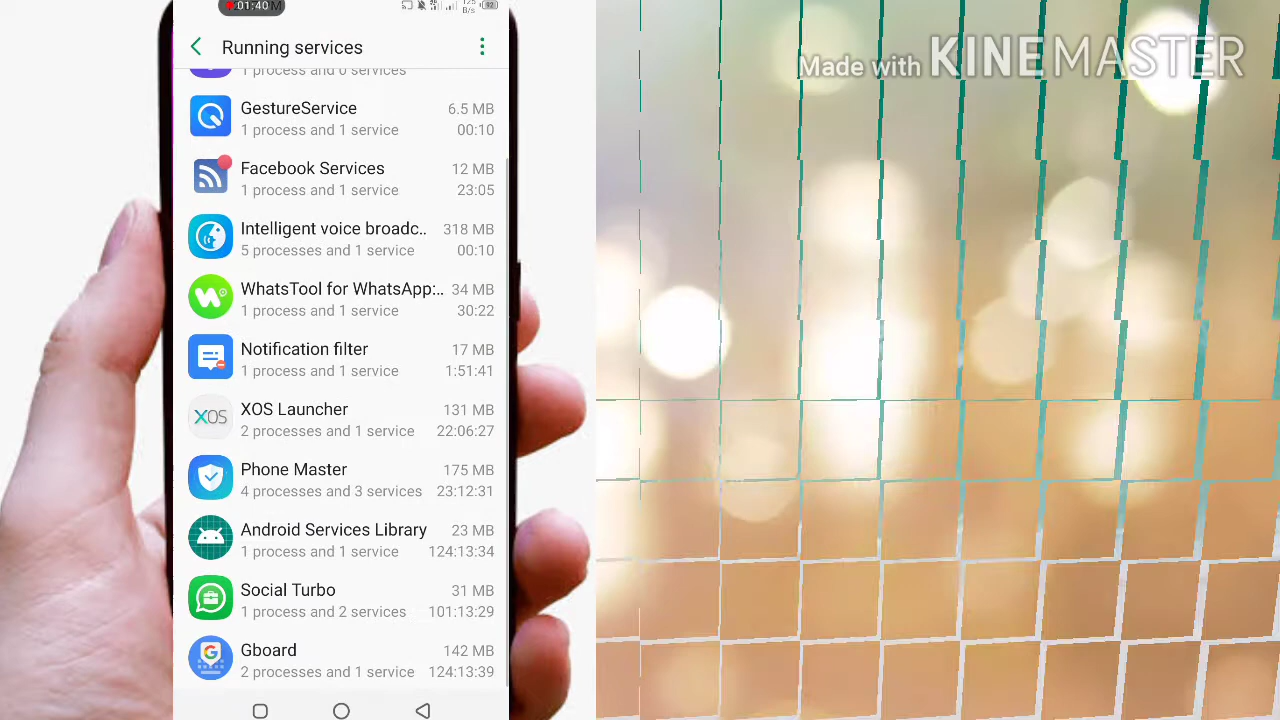 01:40
125
B/s
92
Running services
1 process and 0 services
GestureService 6.5 MB
1 process and 1 service 00:10
Facebook Services 12 MB
1 process and 1 service 23:05
Intelligent voice broadc.. 318 MB
5 processes and 1 service 00:10
WhatsTool for WhatsApp:.. 34 MB
1 process and 1 service 30:22
Notification filter 17 MB
1 process and 1 service 1:51:41
XOS
XOS Launcher 131 MB
2 processes and 1 service 22:06:27
Phone Master 175 MB
4 processes and 3 services 23:12:31
Android Services Library 23 MB
1 process and 1 service 124:13:34
Social Turbo 31 MB
1 process and 2 services 101:13:29
Gboard 142 MB
2 processes and 1 service 124:13:39
Made with KINEMASTER